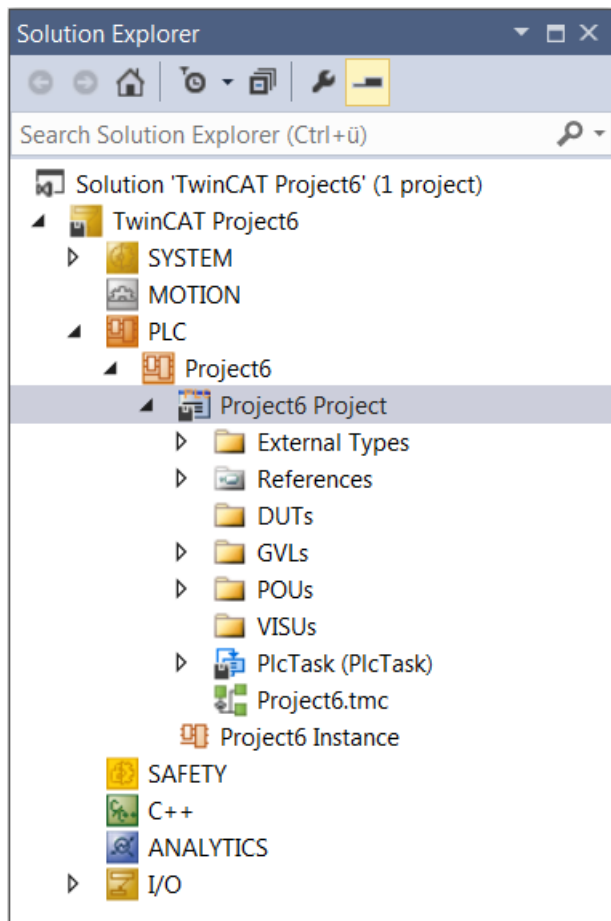 Solution Explorer
Search Solution Explorer (Ctrl+ü)
Solution 'TwinCAT Project6' (1 project)
TwinCAT Project6
SYSTEM
MOTION
PLC
Project6
Project6 Project
External Types
References
DUTs
GVLs
POUs
VISUs
PlcTask (PlcTask)
Project6.tmc
Project6 Instance
SAFETY
C++
ANALYTICS
I/O